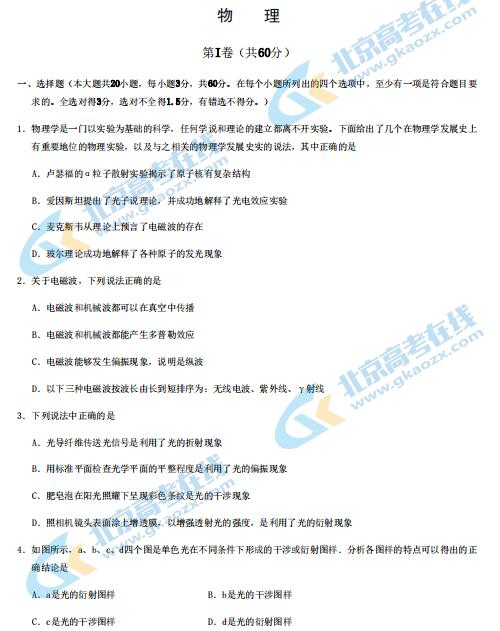 物 理
第I卷（共60分）
一、选择题（本大题共20小题，每小题3分，共60分。在每个小题所列出的四个选项中，至少有一项是符合题目要
求的。全选对得3分，选对不全得1.5分，有错选不得分。）
1．物理学是一门以实验为基础的科学，任何学说和理论的建立都离不开实验。下面给出了几个在物理学发展史上
有重要地位的物理实验，以及与之相关的物理学发展史实的说法，其中正确的是
A．卢瑟福的α粒子散射实验揭示了原子核有复杂结构
B．爱因斯坦提出了光子说理论，并成功地解释了光电效应实验
C．麦克斯韦从理论上预言了电磁波的存在
D．玻尔理论成功地解释了各种原子的发光现象
2．关于电磁波，下列说法正确的是
A．电磁波和机械波都可以在真空中传播
B．电磁波和机械波都能产生多普勒效应
C．电磁波能够发生偏振现象，说明是纵波
D．以下三种电磁波按波长由长到短排序为：无线电波、紫外线、γ射线
3．下列说法中正确的是
A．光导纤维传送光信号是利用了光的折射现象
B．用标准平面检查光学平面的平整程度是利用了光的偏振现象
C．肥皂泡在阳光照耀下呈现彩色条纹是光的干涉现象
D．照相机镜头表面涂上增透膜，以增强透射光的强度，是利用了光的衍射现象
4．如图所示，a、b、c、d四个图是单色光在不同条件下形成的干涉或衍射图样．分析各图样的特点可以得出的正
确结论是
A．a是光的衍射图样 B．b是光的干涉图样
C．c是光的干涉图样 D．d是光的衍射图样
北京高考在线
www.gkaozx.com
北京高考在线
www.gkaozx.com
北京高考在线
www.gkaozx.com
北京高考在线
www.gkaozx.com